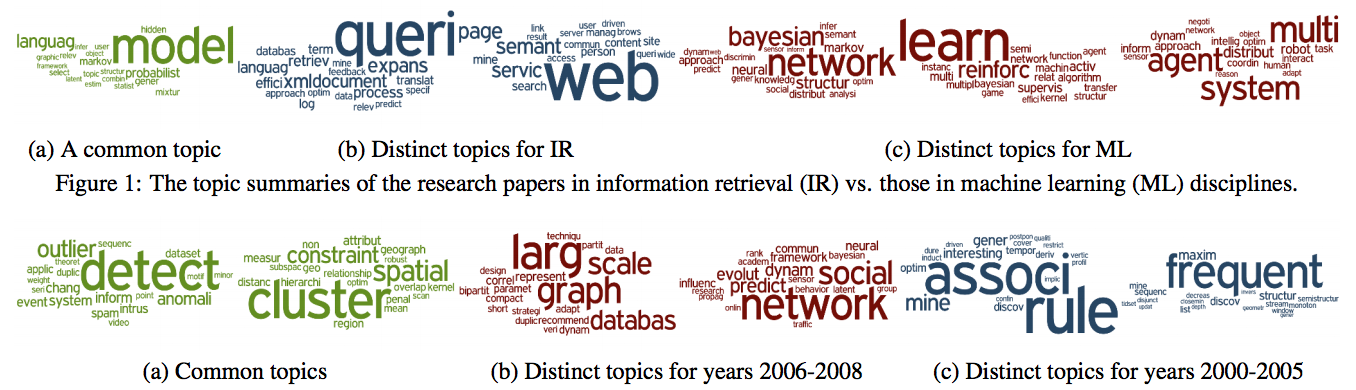 languag infer user hidden
graphic relev object model
framework markov
select topic structur probabilist
latent combin gener
estim statist
mixtur
databas term queri page
languag retriev mine expans
feedback
effici xmldocument translat
approach optim data process specif
log relev predict
link user driven
result server manag brows
semant commun content site
mine access person queri wide
servic web
search
infer
bayesian semant
dynam web sensor inform markov
approach discrimin network
predict neural
gener knowledg structur
social optim
distribut analysi
learn semi
network function agent
instanc reinforc machin activ
multi relat algorithm
multipl bayesian supervis transfer
game effici kernel structur
negoti multi
network object
dynam intellig optim
inform approach distribut robot task
sensor agent coordin human interact
reason adapt
system
(a) A common topic
(b) Distinct topics for IR
(c) Distinct topics for ML
Figure 1: The topic summaries of the research papers in information retrieval (IR) vs. those in machine learning (ML) disciplines.
outlier sequenc
theoret detect dataset
applic
weight duplic motif minor
seri chang
event system inform point anomali
spam intrus
video
non attribut
measur constraint geograph
robust
subspac geo relationship spatial
distanc hierarchi optim
cluster overlap kernel
penal scan
mean
region
techniqu
larg partit data
design scale
correl represent
bipartit paramet graph
compact
short strategi adapt
duplic recommend databas
veri dynam
rank commun neural
academ framework bayesian
research
influenc evolut dynam social
predict sensor
propag behavior latent group
onlin network
traffic
driven gener postpon qualiti
dure cover restrict
induct interesting tempor deriv vertic
optim associ profil
implic
mine confin
discov rule
maxim
frequent
mine
sequenc decreas invers structur semistructur
tidset disjunct closemin discov stream monoton
updat list depth geometr window
gener
(a) Common topics
(b) Distinct topics for years 2006-2008
(c) Distinct topics for years 2000-2005